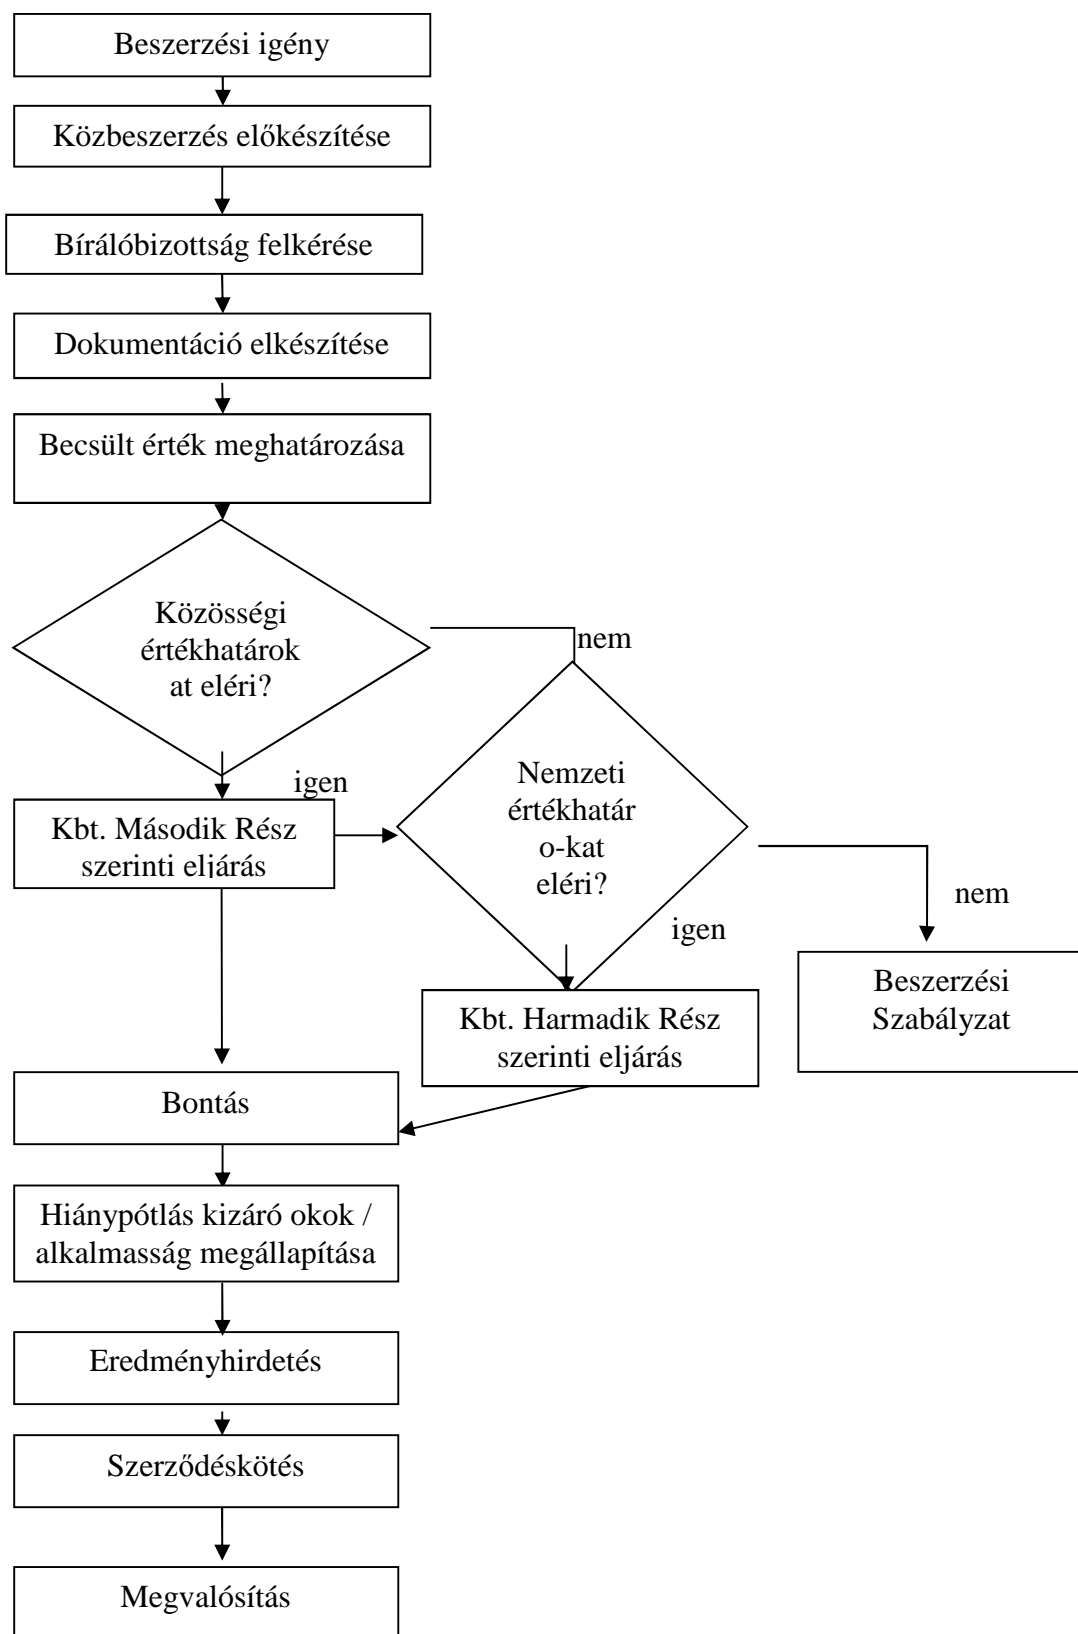 Beszerzési igény
Közbeszerzés előkészítése
Bírálóbizottság felkérése
Dokumentáció elkészítése
Becsült érték meghatározása
Közösségi
értékhatárok
at eléri?
nem
igen
Nemzeti
értékhatár
o-kat
eléri?
Kbt. Második Rész
szerinti eljárás
nem
igen
Beszerzési
Szabályzat
Kbt. Harmadik Rész
szerinti eljárás
Bontás
Hiánypótlás kizáró okok /
alkalmasság megállapítása
Eredményhirdetés
Szerződéskötés
Megvalósítás